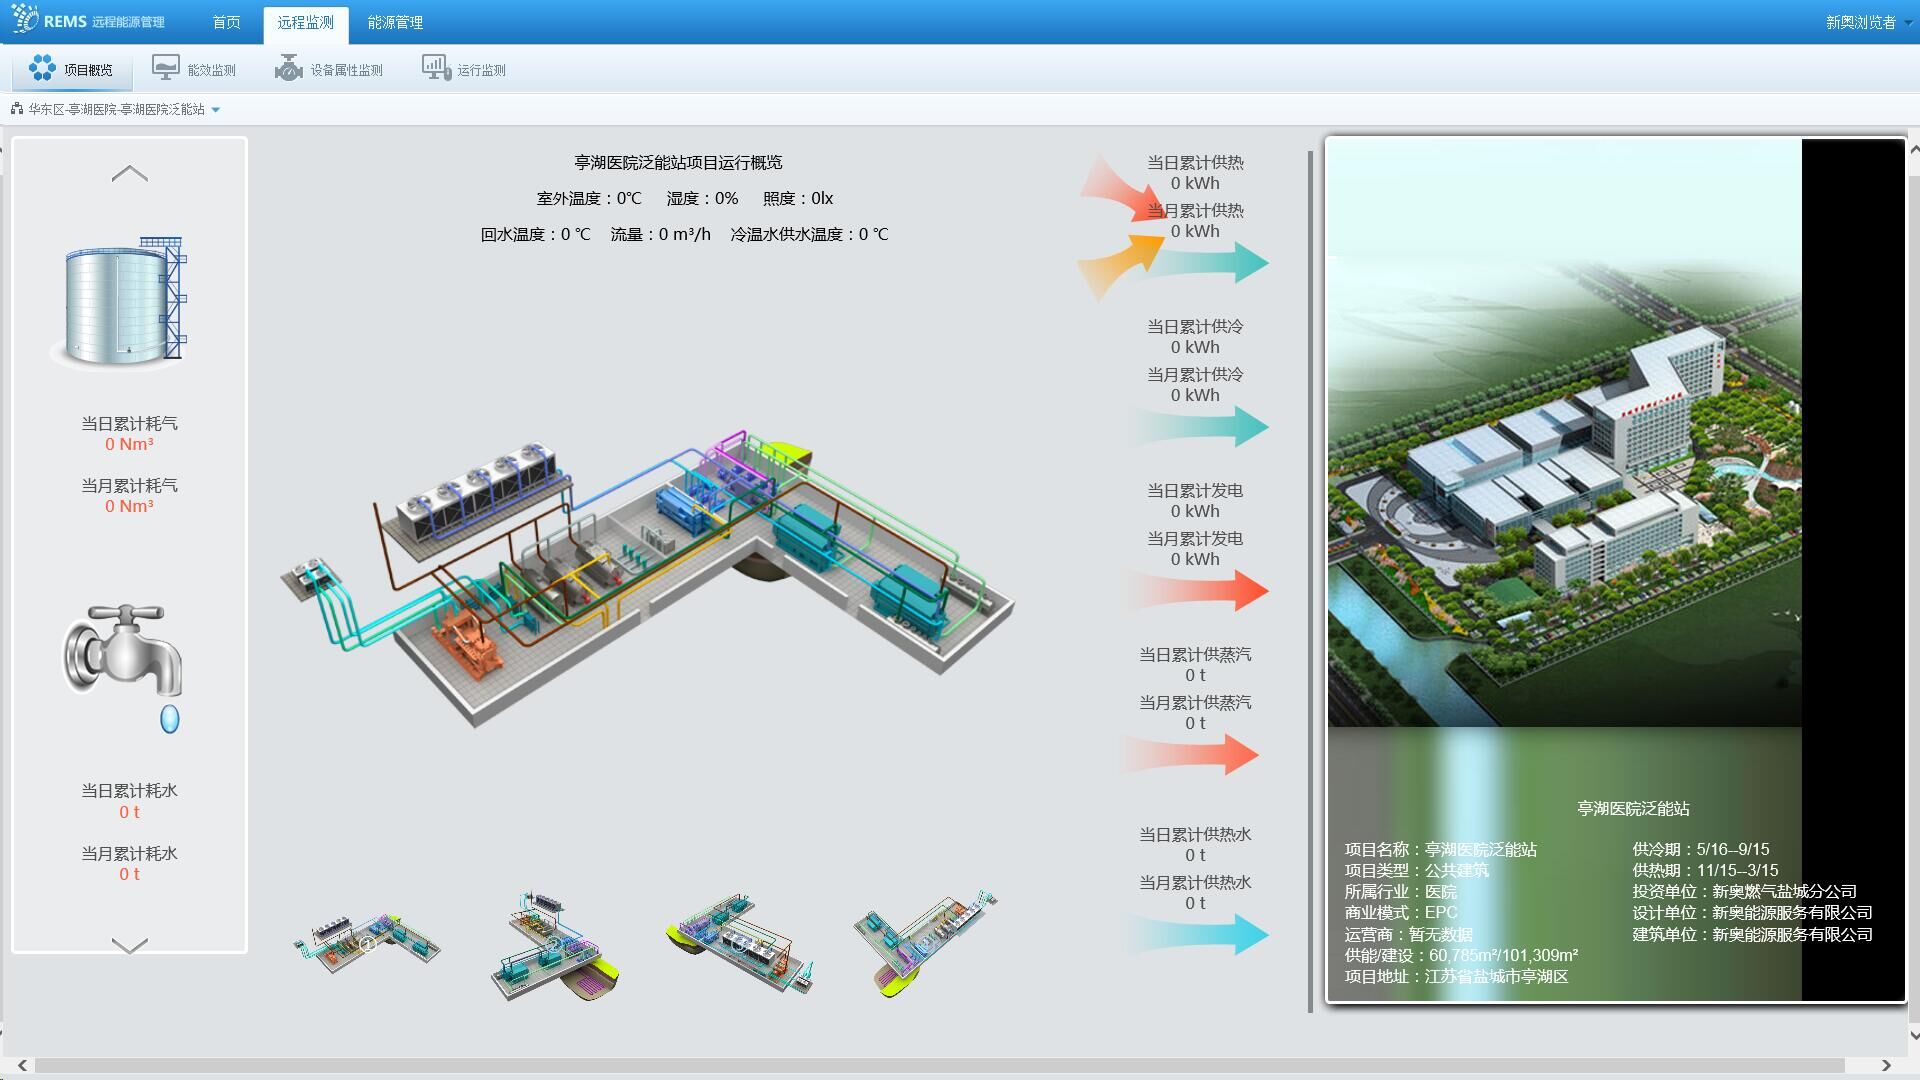 REMS 远程能源管理
首页
远程监测
能源管理
新奥浏览者
项目概览
能效监测
设备属性监测
运行监测
华东区-亭湖医院-亭湖医院泛能站
当日累计耗气
0 Nm³
当月累计耗气
0 Nm³
当日累计耗水
0 t
当月累计耗水
0 t
亭湖医院泛能站项目运行概览
室外温度：0℃ 湿度：0% 照度：0lx
回水温度：0 ℃ 流量：0 m³/h 冷温水供水温度：0 ℃
①
②
当日累计供热
0 kWh
当月累计供热
0 kWh
当日累计供冷
0 kWh
当月累计供冷
0 kWh
当日累计发电
0 kWh
当月累计发电
0 kWh
当日累计供蒸汽
0 t
当月累计供蒸汽
0 t
当日累计供热水
0 t
当月累计供热水
0 t
亭湖医院泛能站
项目名称：亭湖医院泛能站
项目类型：公共建筑
所属行业：医院
商业模式：EPC
运营商：暂无数据
供能/建设：60,785m²/101,309m²
项目地址：江苏省盐城市亭湖区
供冷期：5/16--9/15
供热期：11/15--3/15
投资单位：新奥燃气盐城分公司
设计单位：新奥能源服务有限公司
建筑单位：新奥能源服务有限公司